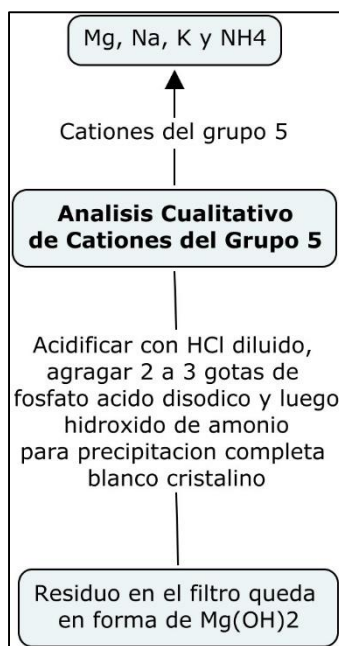 Mg, Na, K y NH4
Cationes del grupo 5
Analisis Cualitativo
de Cationes del Grupo 5
Acidificar con HCl diluido,
agragar 2 a 3 gotas de
fosfato acido disodico y luego
hidroxido de amonio
para precipitacion completa
blanco cristalino
Residuo en el filtro queda
en forma de Mg(OH)2